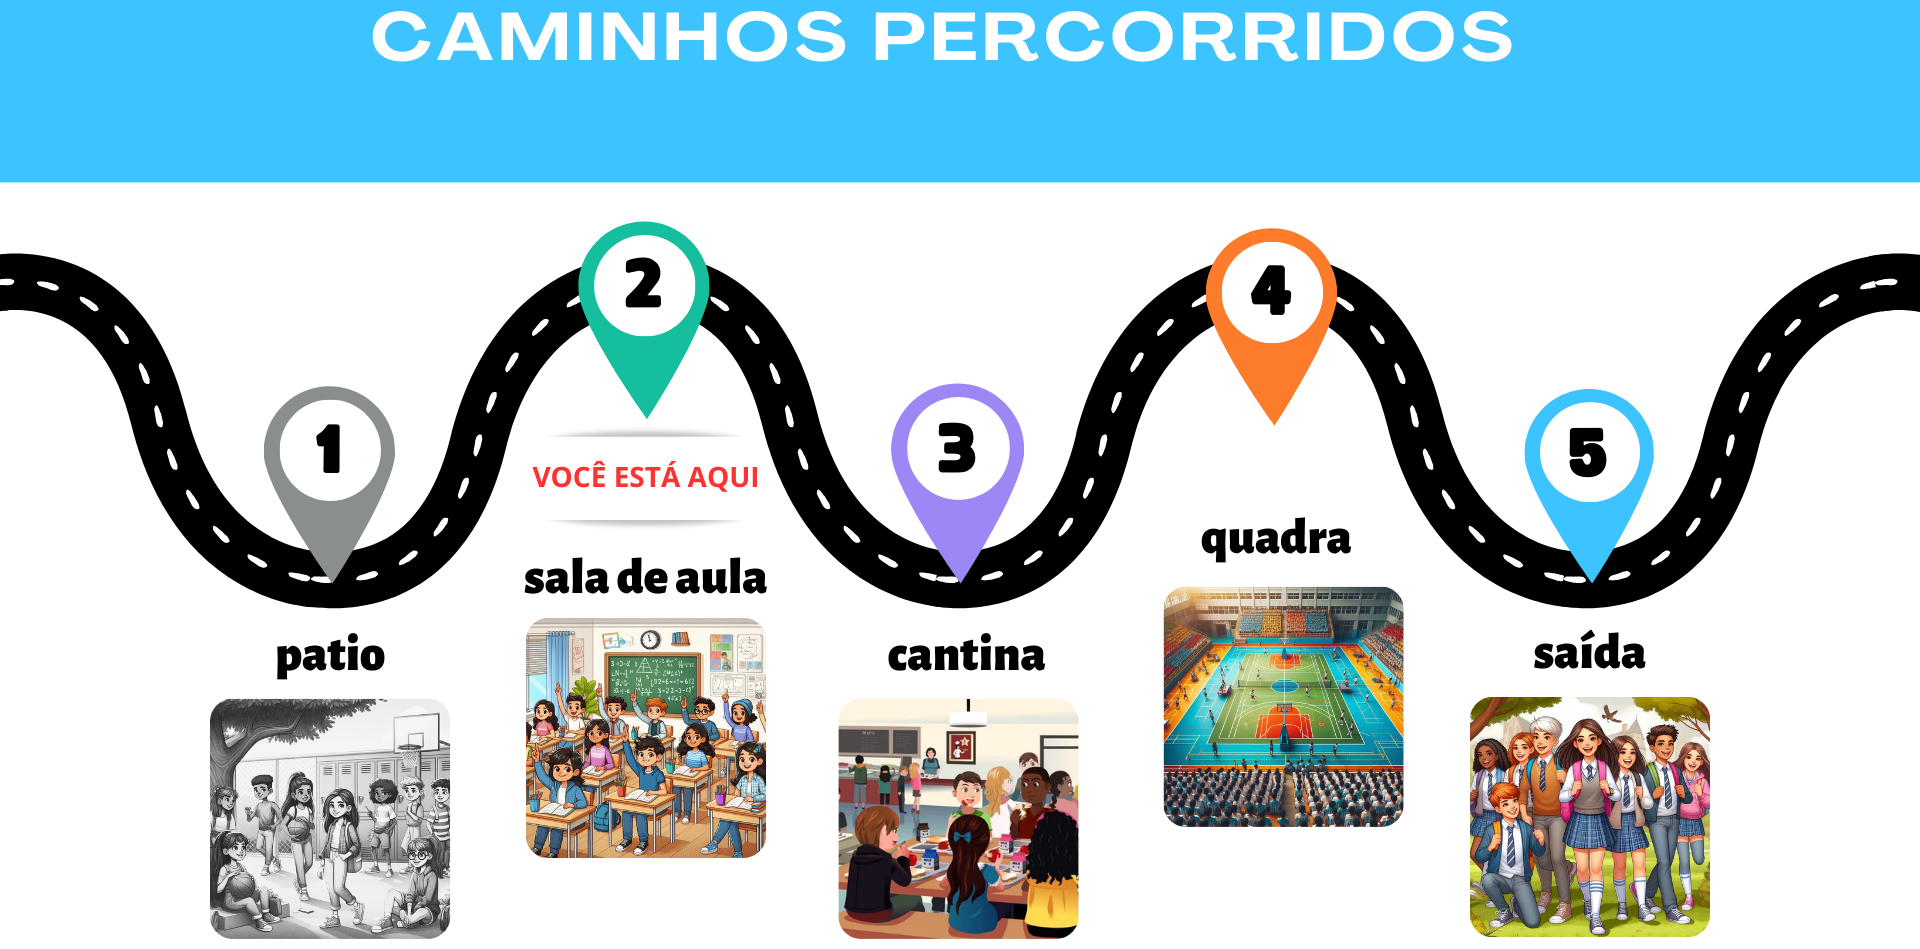 CAMINHOS PERCORRIDOS
1
patio
2
VOCÊ ESTÁ AQUI
sala de aula
3
cantina
4
quadra
5
saída